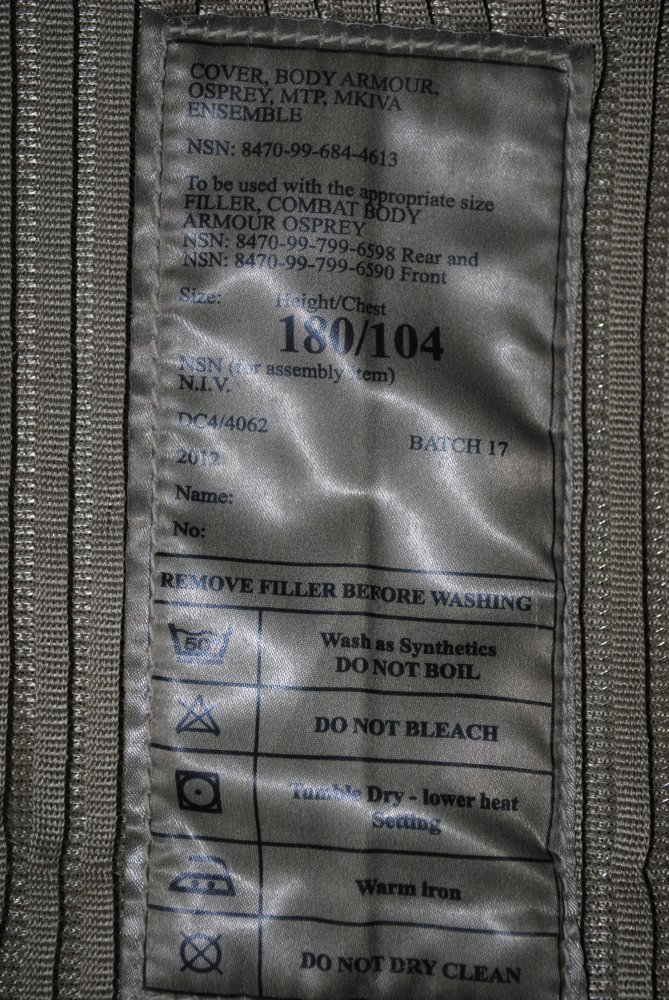 COVER, BODY ARMOUR,
OSPREY, MTP, MKIVA
ENSEMBLE
NSN: 8470-99-684-4613
To be used with the appropriate size
FILLER, COMBAT BODY
ARMOUR OSPREY
NSN: 8470-99-799-6598 Rear and
NSN: 8470-99-799-6590 Front
Size: Height/Chest
180/104
NSN (for assembly item)
N.I.V.
DC4/4062 BATCH 17
2012
Name:
No:
REMOVE FILLER BEFORE WASHING
50 Wash as Synthetics
DO NOT BOIL
DO NOT BLEACH
Tumble Dry - lower heat
Setting
Warm iron
DO NOT DRY CLEAN